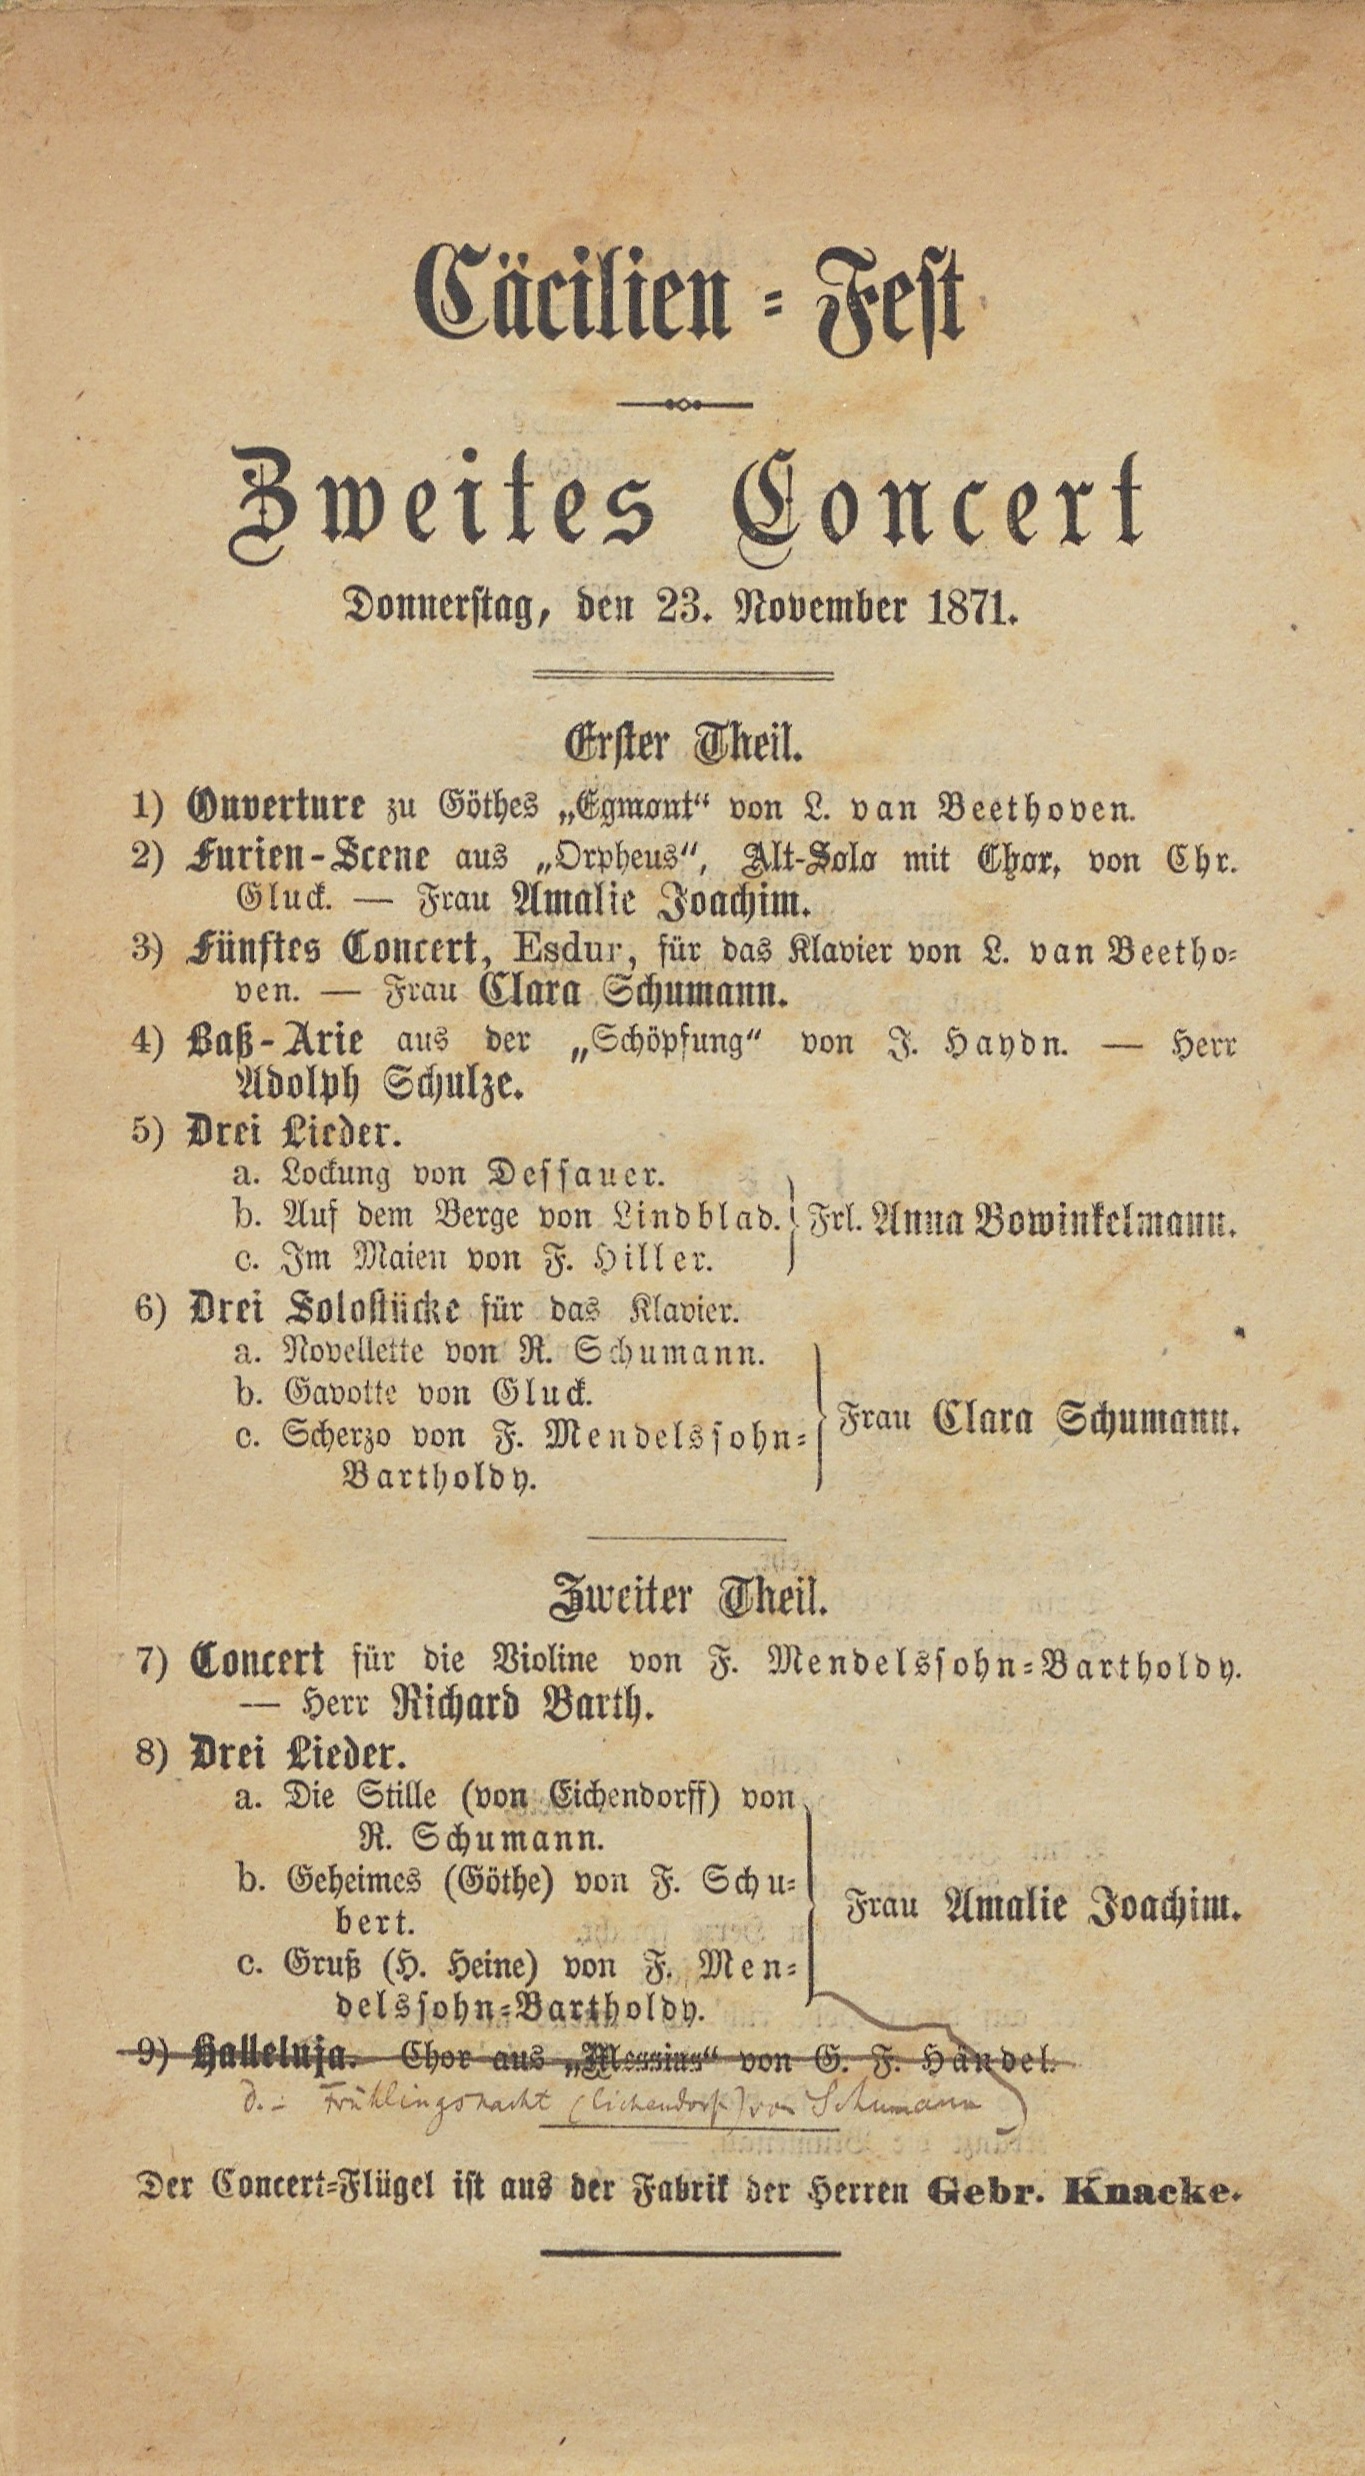 Cäcilien-Fest
Zweites Concert
Donnerstag, den 23. November 1871.
Erster Theil.
1) Ouverture zu Göthes „Egmont“ von L. van Beethoven.
2) Furien-Scene aus „Orpheus“, Alt-Solo mit Chor, von Chr.
Gluck. — Frau Amalie Joachim.
3) Fünftes Concert, Esdur, für das Klavier von L. van Beetho-
ven. — Frau Clara Schumann.
4) Baß-Arie aus der „Schöpfung“ von J. Haydn. — Herr
Adolph Schulze.
5) Drei Lieder.
a. Lockung von Dessauer.
b. Auf dem Berge von Lindblad. Frl. Anna Bowinkelmann.
c. Im Maien von F. Hiller.
6) Drei Solostücke für das Klavier.
a. Novellette von R. Schumann.
b. Gavotte von Gluck.
Frau Clara Schumann.
c. Scherzo von F. Mendelssohn-
Bartholdy.
Zweiter Theil.
7) Concert für die Violine von F. Mendelssohn-Bartholdy.
— Herr Richard Barth.
8) Drei Lieder.
a. Die Stille (von Eichendorff) von
R. Schumann.
b. Geheimes (Göthe) von F. Schu-
Frau Amalie Joachim.
bert.
c. Gruß (H. Heine) von F. Men-
delssohn-Bartholdy.
9) Halleluja. Chor aus „Messias“ von G. F. Händel.
d. - Frühlingsnacht (Eichendorf) von Schumann
Der Concert-Flügel ist aus der Fabrik der Herren Gebr. Knacke.